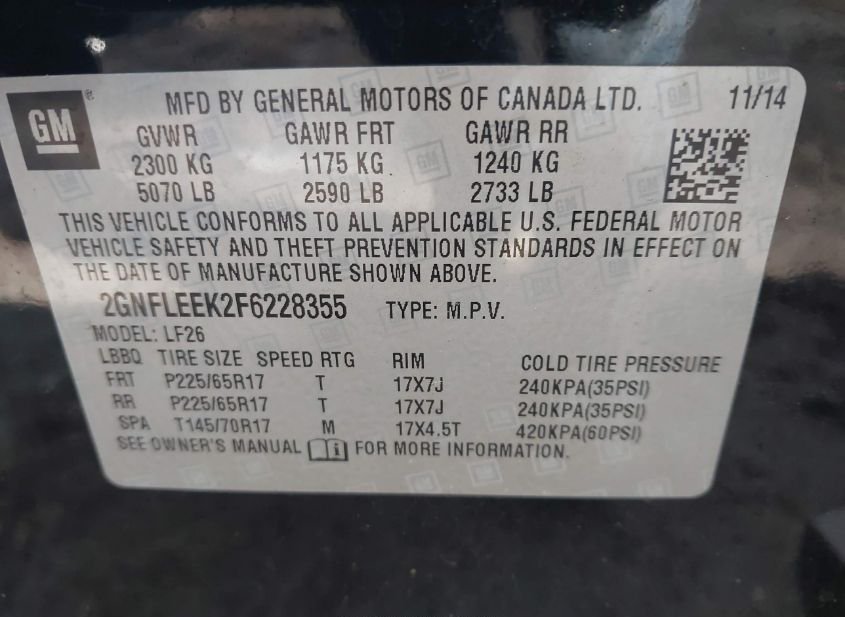 GM
MFD BY GENERAL MOTORS OF CANADA LTD. 11/14
GVWR GAWR FRT GAWR RR
2300 KG 1175 KG 1240 KG
5070 LB 2590 LB 2733 LB
THIS VEHICLE CONFORMS TO ALL APPLICABLE U.S. FEDERAL MOTOR
VEHICLE SAFETY AND THEFT PREVENTION STANDARDS IN EFFECT ON
THE DATE OF MANUFACTURE SHOWN ABOVE.
2GNFLEEK2F6228355 TYPE: M.P.V.
MODEL: LF26
LBBQ TIRE SIZE SPEED RTG RIM COLD TIRE PRESSURE
FRT P225/65R17 T 17X7J 240KPA(35PSI)
RR P225/65R17 T 17X7J 240KPA(35PSI)
SPA T145/70R17 M 17X4.5T 420KPA(60PSI)
SEE OWNER'S MANUAL i FOR MORE INFORMATION.